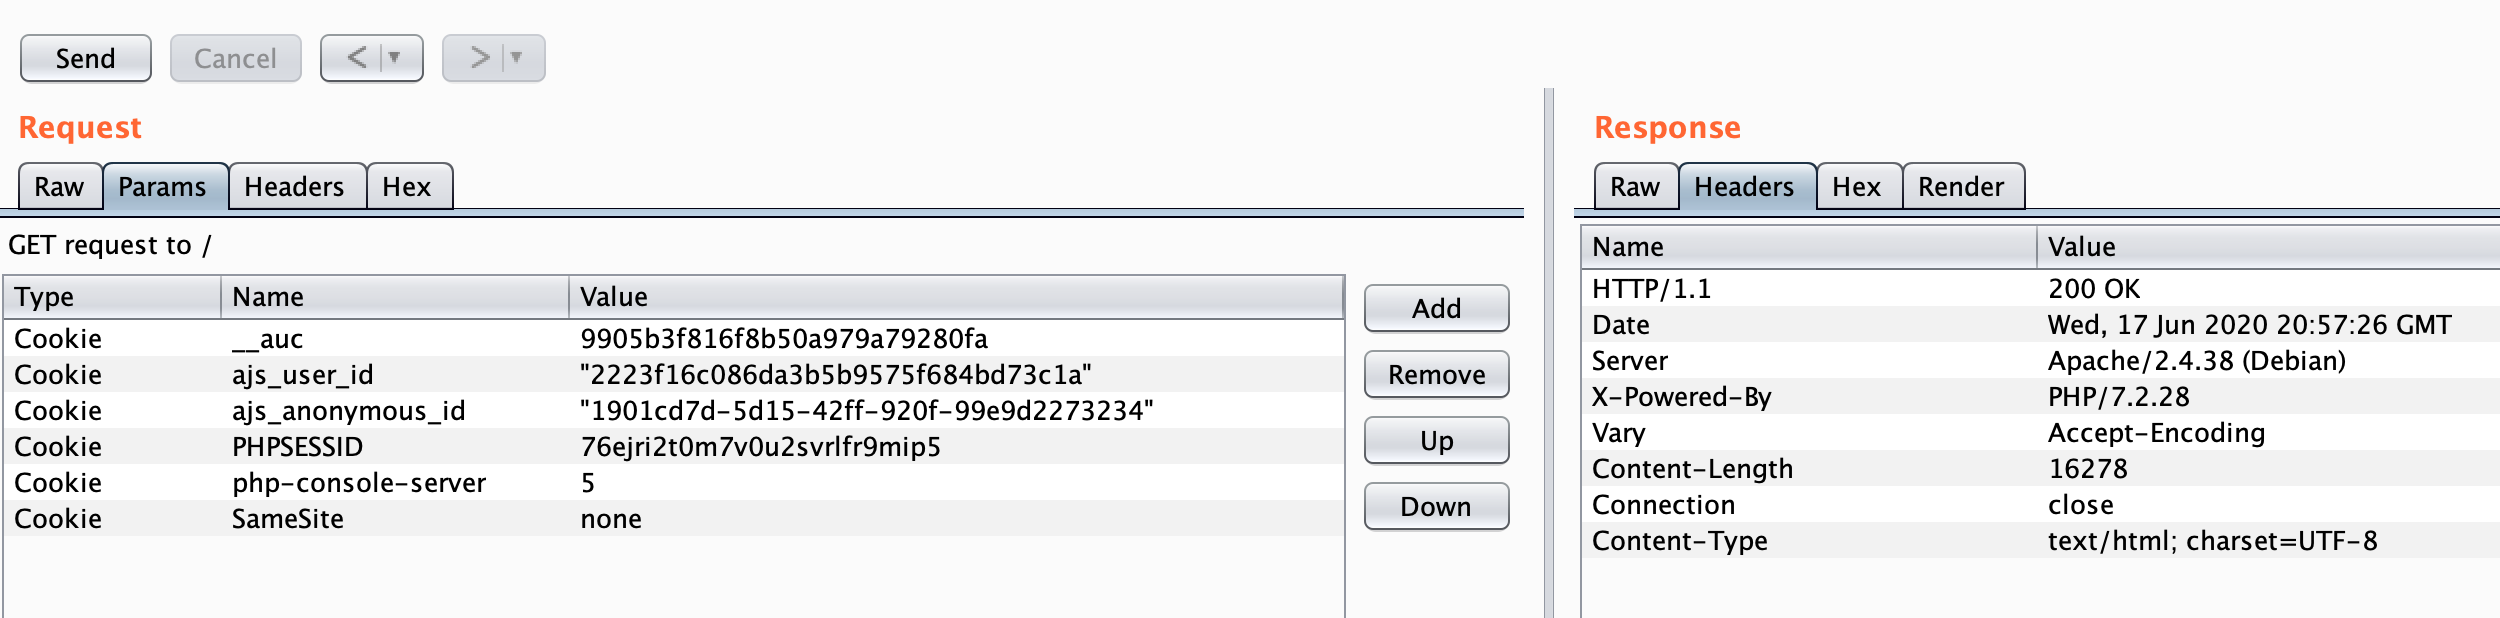 Send Cancel < >
Request
Raw Params Headers Hex
GET request to /
Type Name Value
Cookie __auc 9905b3f816f8b50a979a79280fa
Cookie ajs_user_id "2223f16c086da3b5b9575f684bd73c1a"
Cookie ajs_anonymous_id "1901cd7d-5d15-42ff-920f-99e9d2273234"
Cookie PHPSESSID 76ejri2t0m7v0u2svrlfr9mip5
Cookie php-console-server 5
Cookie SameSite none
Add
Remove
Up
Down
Response
Raw Headers Hex Render
Name Value
HTTP/1.1 200 OK
Date Wed, 17 Jun 2020 20:57:26 GMT
Server Apache/2.4.38 (Debian)
X-Powered-By PHP/7.2.28
Vary Accept-Encoding
Content-Length 16278
Connection close
Content-Type text/html; charset=UTF-8